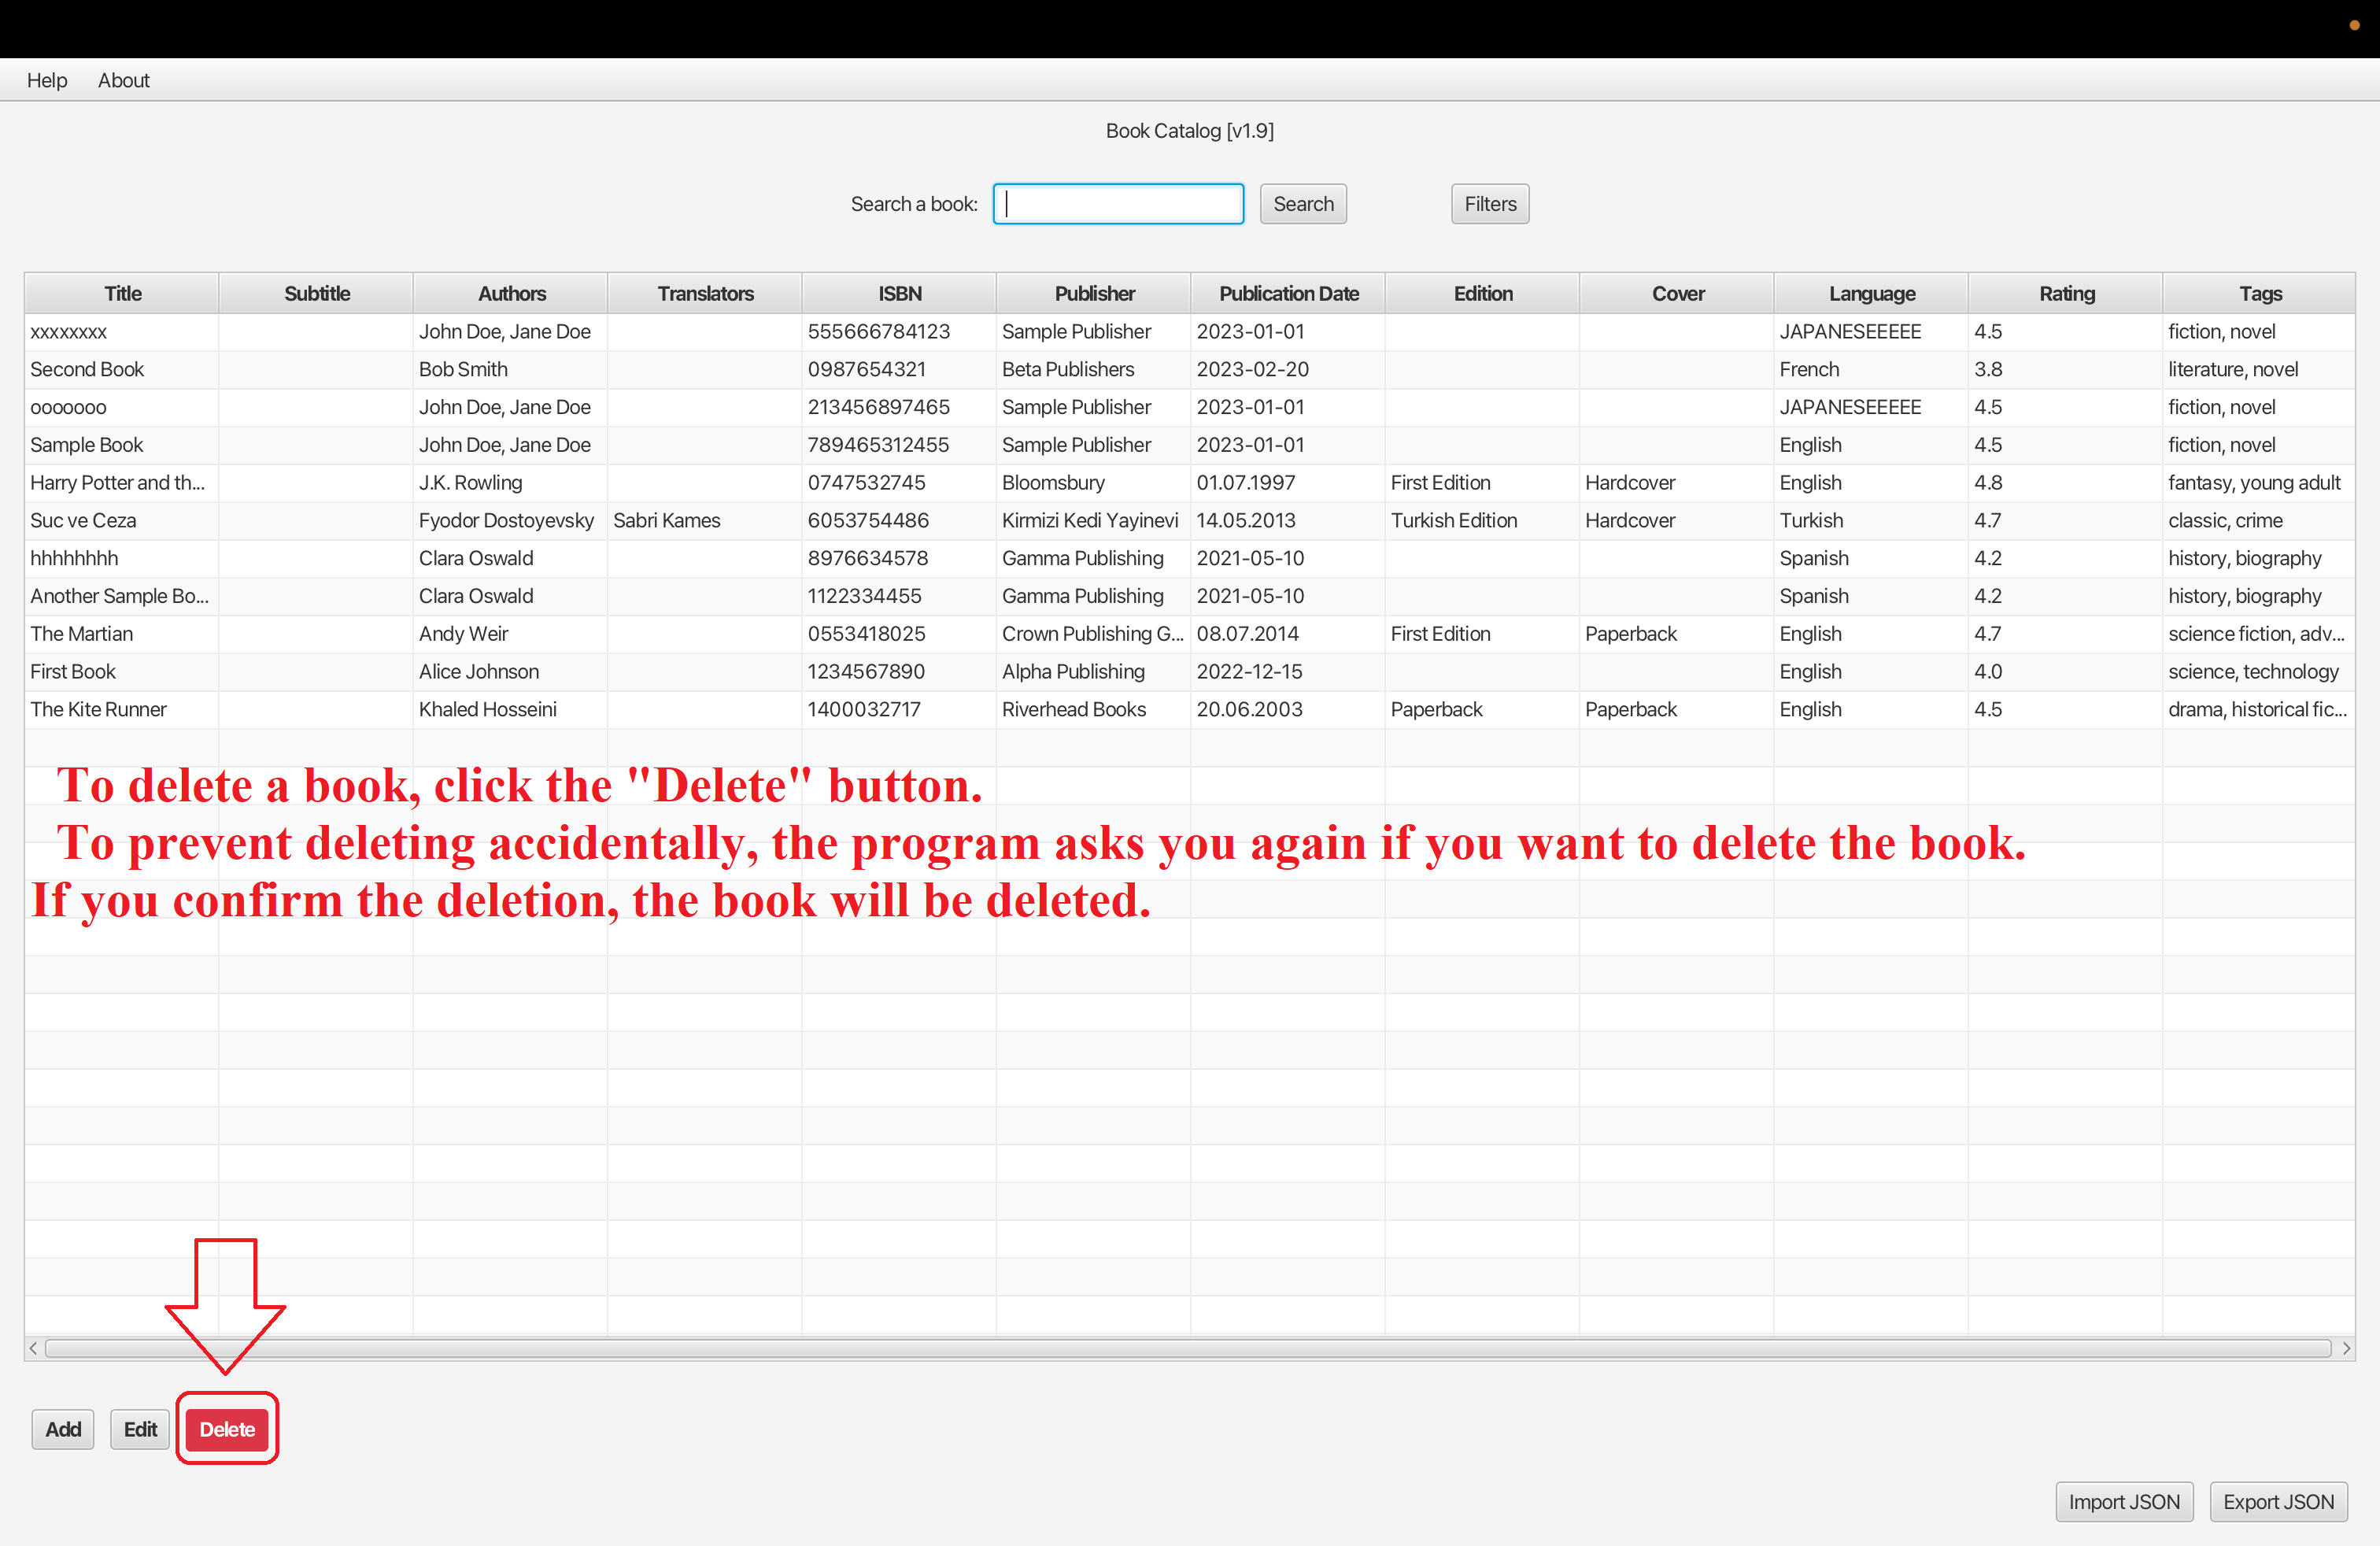 Help About
Book Catalog [v1.9]
Search a book: Search Filters
Title Subtitle Authors Translators ISBN Publisher Publication Date Edition Cover Language Rating Tags
xxxxxxxx John Doe, Jane Doe 555666784123 Sample Publisher 2023-01-01 JAPANESEEEEE 4.5 fiction, novel
Second Book Bob Smith 0987654321 Beta Publishers 2023-02-20 French 3.8 literature, novel
ooooooo John Doe, Jane Doe 213456897465 Sample Publisher 2023-01-01 JAPANESEEEEE 4.5 fiction, novel
Sample Book John Doe, Jane Doe 789465312455 Sample Publisher 2023-01-01 English 4.5 fiction, novel
Harry Potter and th... J.K. Rowling 0747532745 Bloomsbury 01.07.1997 First Edition Hardcover English 4.8 fantasy, young adult
Suc ve Ceza Fyodor Dostoyevsky Sabri Kames 6053754486 Kirmizi Kedi Yayinevi 14.05.2013 Turkish Edition Hardcover Turkish 4.7 classic, crime
hhhhhhhh Clara Oswald 8976634578 Gamma Publishing 2021-05-10 Spanish 4.2 history, biography
Another Sample Bo... Clara Oswald 1122334455 Gamma Publishing 2021-05-10 Spanish 4.2 history, biography
The Martian Andy Weir 0553418025 Crown Publishing G... 08.07.2014 First Edition Paperback English 4.7 science fiction, adv...
First Book Alice Johnson 1234567890 Alpha Publishing 2022-12-15 English 4.0 science, technology
The Kite Runner Khaled Hosseini 1400032717 Riverhead Books 20.06.2003 Paperback Paperback English 4.5 drama, historical fic...
To delete a book, click the "Delete" button.
To prevent deleting accidentally, the program asks you again if you want to delete the book.
If you confirm the deletion, the book will be deleted.
Add Edit Delete
Import JSON Export JSON